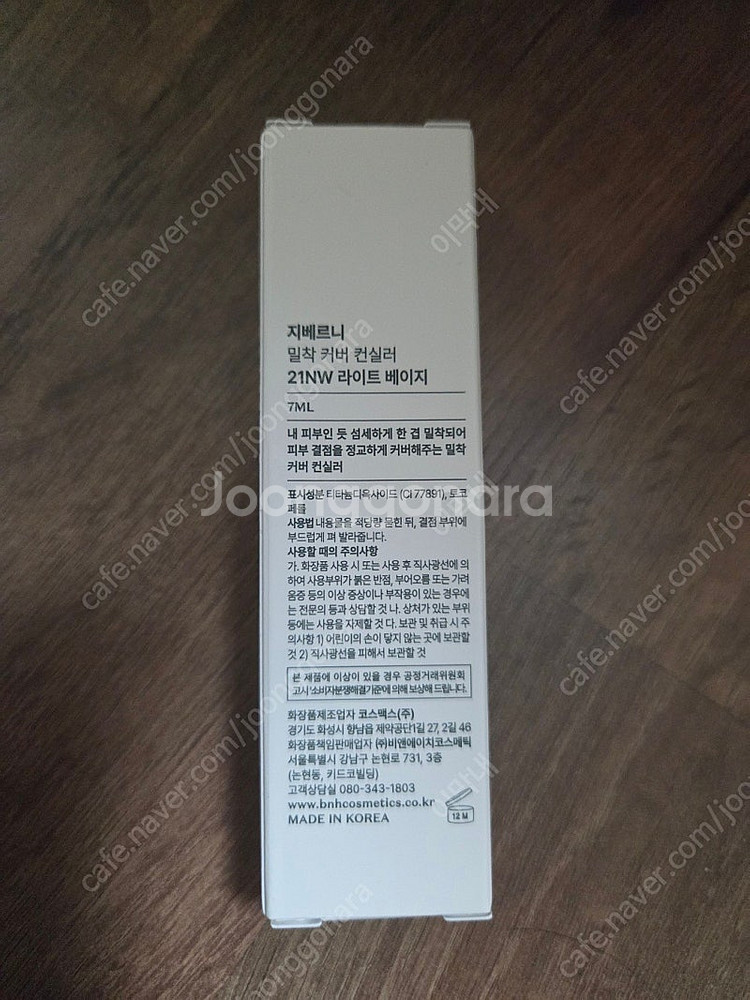 지베르니
밀착 커버 컨실러
21NW 라이트 베이지
7ML
내 피부인 듯 섬세하게 한 겹 밀착되어
피부 결점을 정교하게 커버해주는 밀착
커버 컨실러
표시성분 티타늄디옥사이드 (CI 77891), 토코
페롤
사용법 내용물을 적당량 묻힌 뒤, 결점 부위에
부드럽게 펴 발라줍니다.
사용할 때의 주의사항
가. 화장품 사용 시 또는 사용 후 직사광선에 의
하여 사용부위가 붉은 반점, 부어오름 또는 가려
움증 등의 이상 증상이나 부작용이 있는 경우에
는 전문의 등과 상담할 것 나. 상처가 있는 부위
등에는 사용을 자제할 것 다. 보관 및 취급 시 주
의사항 1) 어린이의 손이 닿지 않는 곳에 보관할
것 2) 직사광선을 피해서 보관할 것
본 제품에 이상이 있을 경우 공정거래위원회
고시 '소비자분쟁해결기준'에 의해 보상해 드립니다.
화장품제조업자 코스맥스(주)
경기도 화성시 향남읍 제약공단1길 27, 2길 46
화장품책임판매업자 (주)비앤에이치코스메틱
서울특별시 강남구 논현로 731, 3층
(논현동, 키드코빌딩)
고객상담실 080-343-1803
www.bnhcosmetics.co.kr
MADE IN KOREA
12 M
Joonggonara
cafe.naver.com/joonggonara
이막내